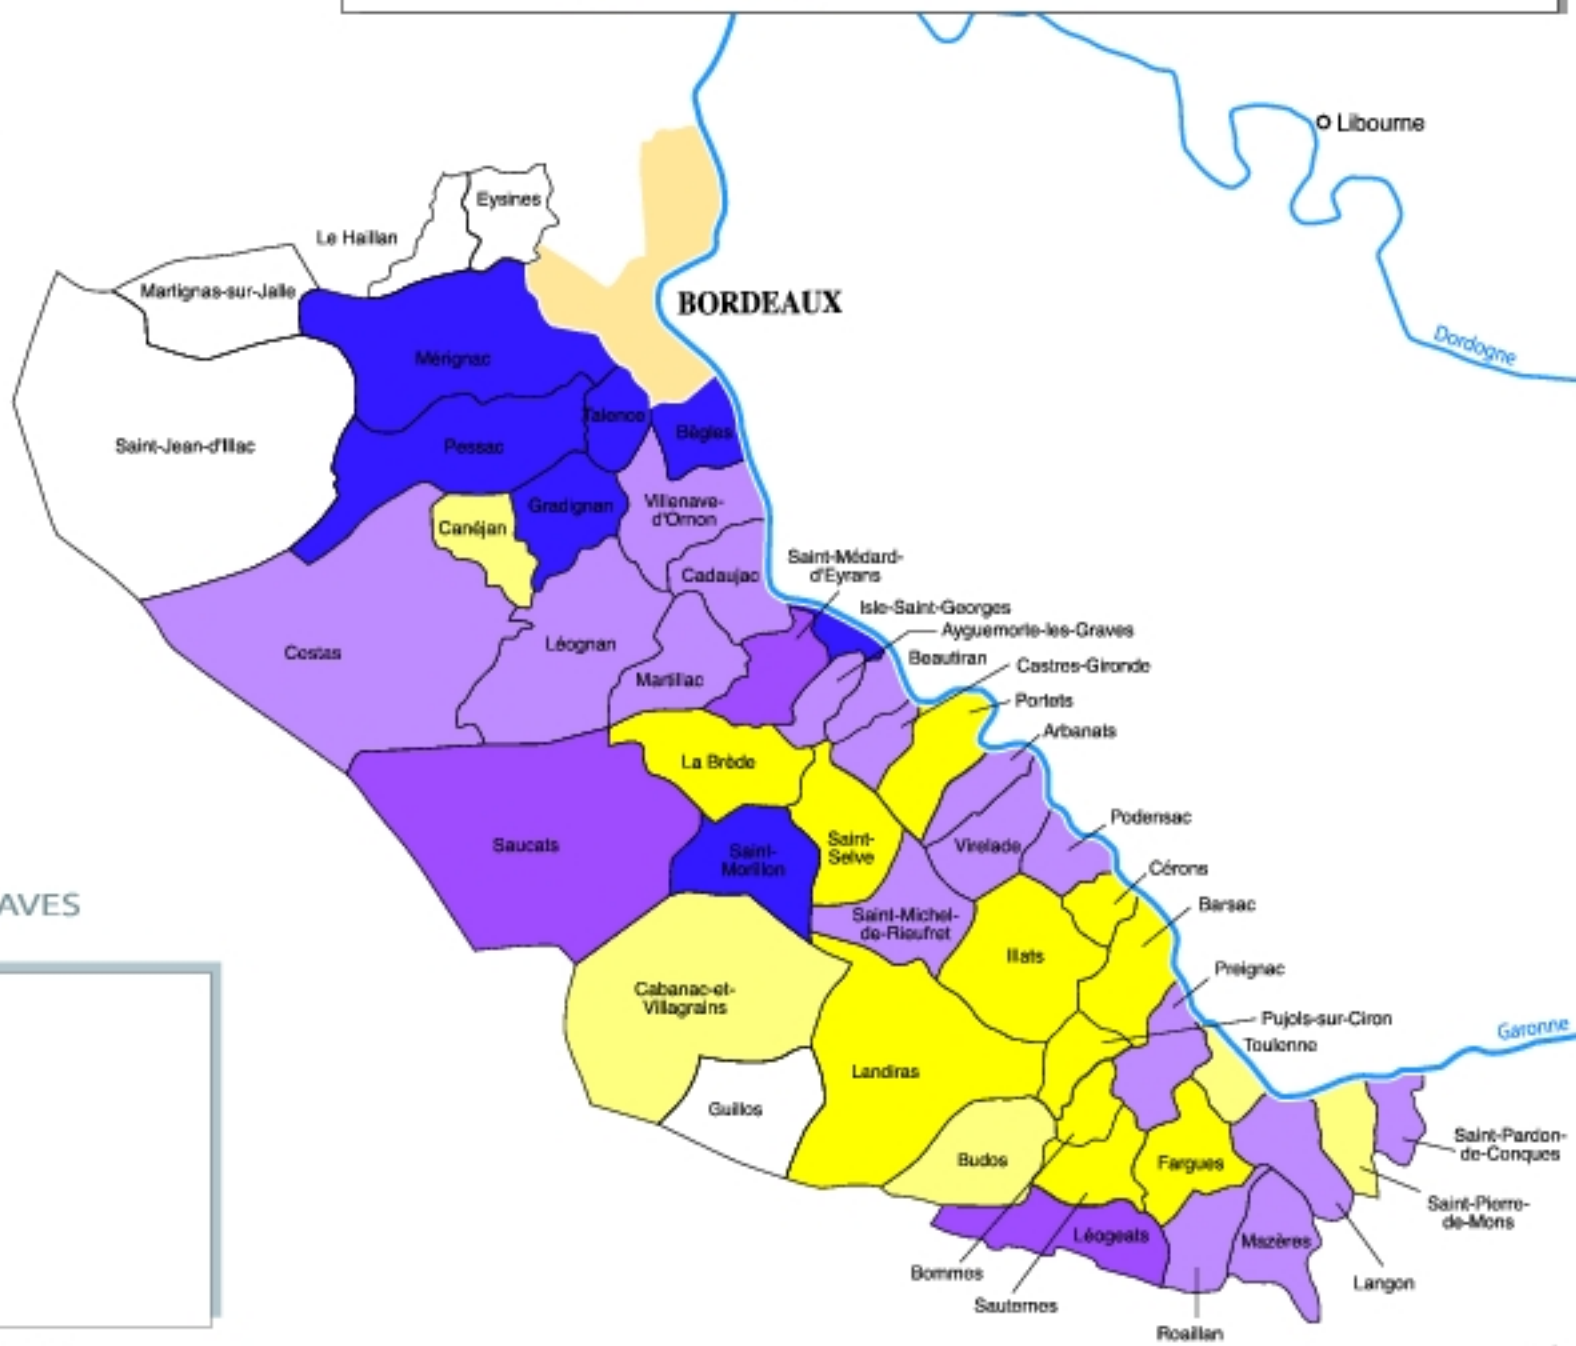 Libourne
Eysines
Le Haillan
Martignas-sur-Jalle
BORDEAUX
Dordogne
Mérignac
Talence
Bègles
Saint-Jean-d'Illac
Pessac
Gradignan
Villenave-
d'Ornon
Canéjan
Cadaujac
Saint-Médard-
d'Eyrans
Isle-Saint-Georges
Ayguemorte-les-Graves
Beautiran
Castres-Gironde
Cestas
Léognan
Martillac
Portets
Arbanats
La Brède
Podensac
Saucats
Saint-
Selve
Virelade
Saint-
Morillon
Cérons
Barsac
AVES
Saint-Michel-
de-Rieufret
Illats
Preignac
Cabanac-et-
Villagrains
Pujols-sur-Ciron
Toulenne
Garonne
Landiras
Guillos
Budos
Fargues
Saint-Pardon-
de-Conques
Saint-Pierre-
de-Mons
Léogeats
Mazères
Bommes
Langon
Sauternes
Roaillan